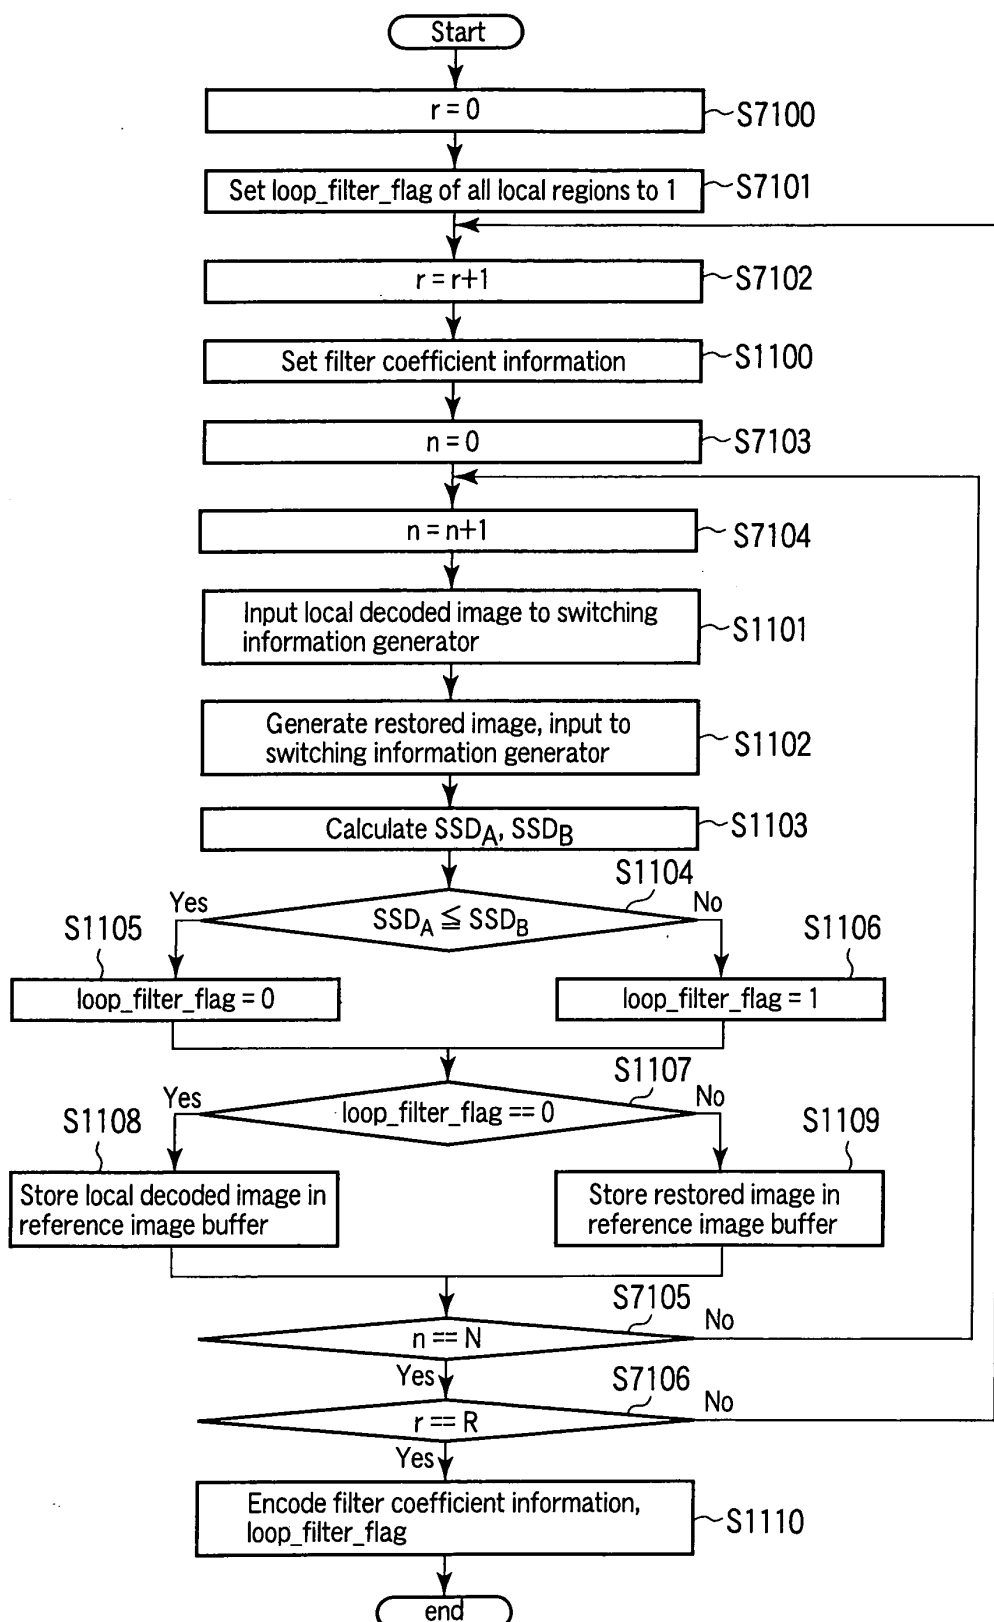 Start
r = 0
S7100
Set loop_filter_flag of all local regions to 1
S7101
r = r+1
S7102
Set filter coefficient information
S1100
n = 0
S7103
n = n+1
S7104
Input local decoded image to switching
information generator
S1101
Generate restored image, input to
switching information generator
S1102
Calculate SSDA, SSDB
S1103
S1104
Yes
SSDA ≦ SSDB
No
S1105
S1106
loop_filter_flag = 0
loop_filter_flag = 1
S1107
Yes
loop_filter_flag == 0
No
S1108
S1109
Store local decoded image in
reference image buffer
Store restored image in
reference image buffer
S7105
n == N
No
Yes
S7106
r == R
No
Yes
Encode filter coefficient information,
loop_filter_flag
S1110
end